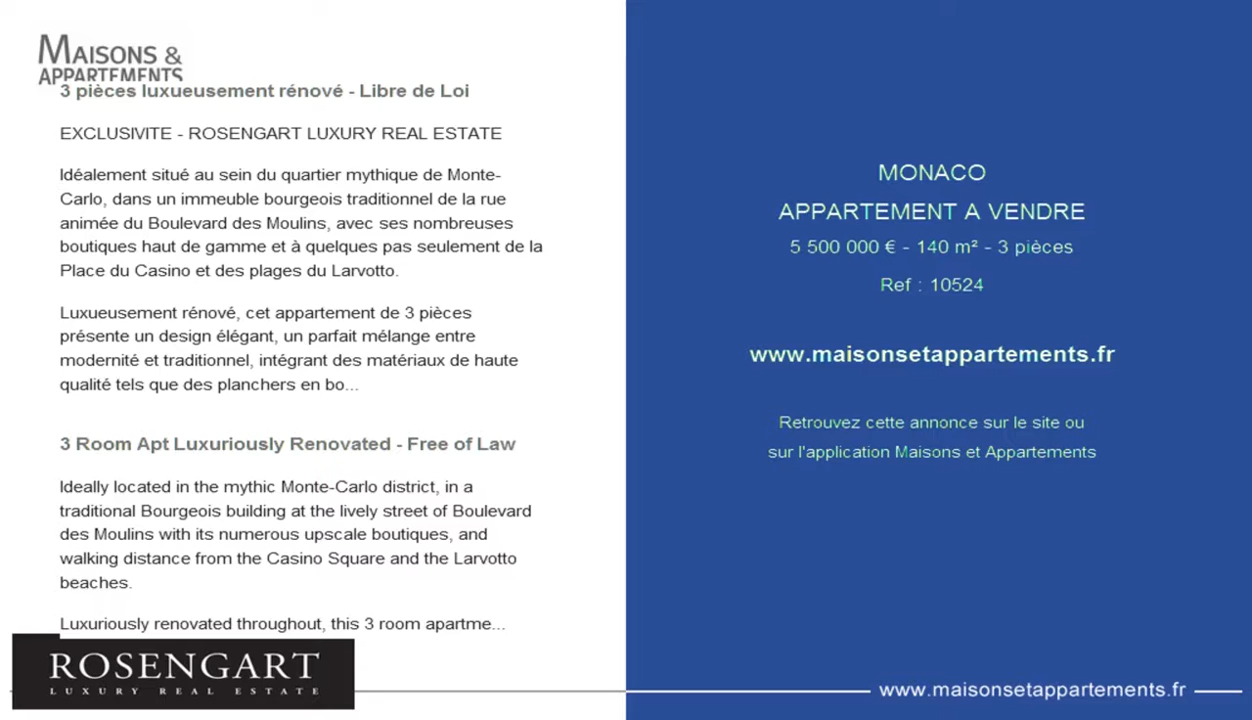 MAISONS &
APPARTEMENTS
3 pièces luxueusement rénové - Libre de Loi
EXCLUSIVITE - ROSENGART LUXURY REAL ESTATE
Idéalement situé au sein du quartier mythique de Monte-
Carlo, dans un immeuble bourgeois traditionnel de la rue
animée du Boulevard des Moulins, avec ses nombreuses
boutiques haut de gamme et à quelques pas seulement de la
Place du Casino et des plages du Larvotto.
Luxueusement rénové, cet appartement de 3 pièces
présente un design élégant, un parfait mélange entre
modernité et traditionnel, intégrant des matériaux de haute
qualité tels que des planchers en bo...
3 Room Apt Luxuriously Renovated - Free of Law
Ideally located in the mythic Monte-Carlo district, in a
traditional Bourgeois building at the lively street of Boulevard
des Moulins with its numerous upscale boutiques, and
walking distance from the Casino Square and the Larvotto
beaches.
Luxuriously renovated throughout, this 3 room apartme...
ROSENGART
LUXURY REAL ESTATE
MONACO
APPARTEMENT A VENDRE
5 500 000 € - 140 m² - 3 pièces
Ref : 10524
www.maisonsetappartements.fr
Retrouvez cette annonce sur le site ou
sur l'application Maisons et Appartements
www.maisonsetappartements.fr